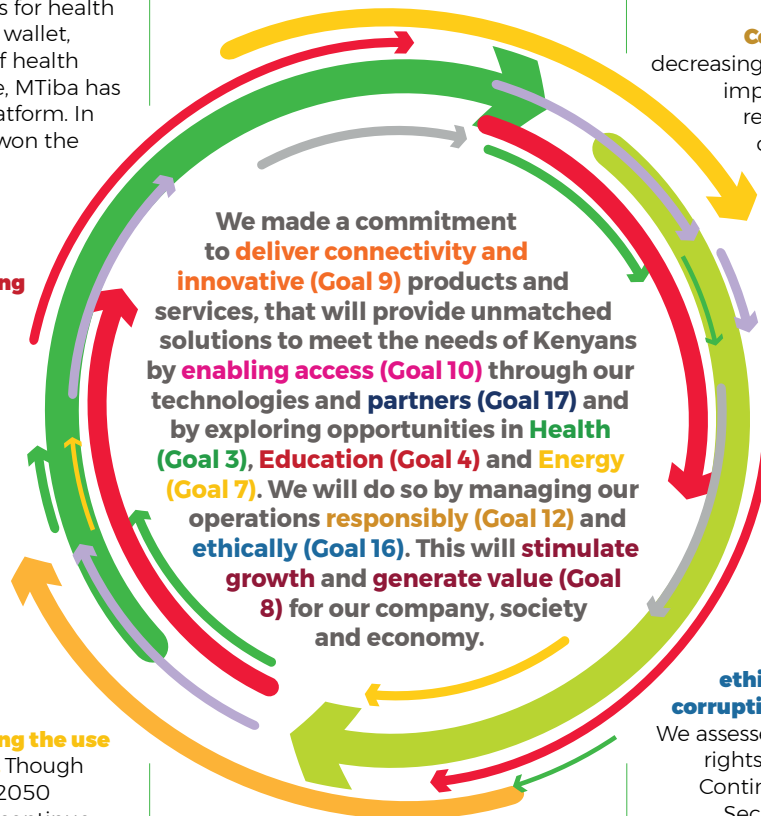 s for health
wallet,
f health
e, MTiba has
atform. In
won the
decreasing
imp
re
ng
We made a commitment
to deliver connectivity and
innovative (Goal 9) products and
services, that will provide unmatched
solutions to meet the needs of Kenyans
by enabling access (Goal 10) through our
technologies and partners (Goal 17) and
by exploring opportunities in Health
(Goal 3), Education (Goal 4) and Energy
(Goal 7). We will do so by managing our
operations responsibly (Goal 12) and
ethically (Goal 16). This will stimulate
growth and generate value (Goal
8) for our company, society
and economy.
ng the use
Though
2050
ethi
corrupti
We assesse
rights
Contin